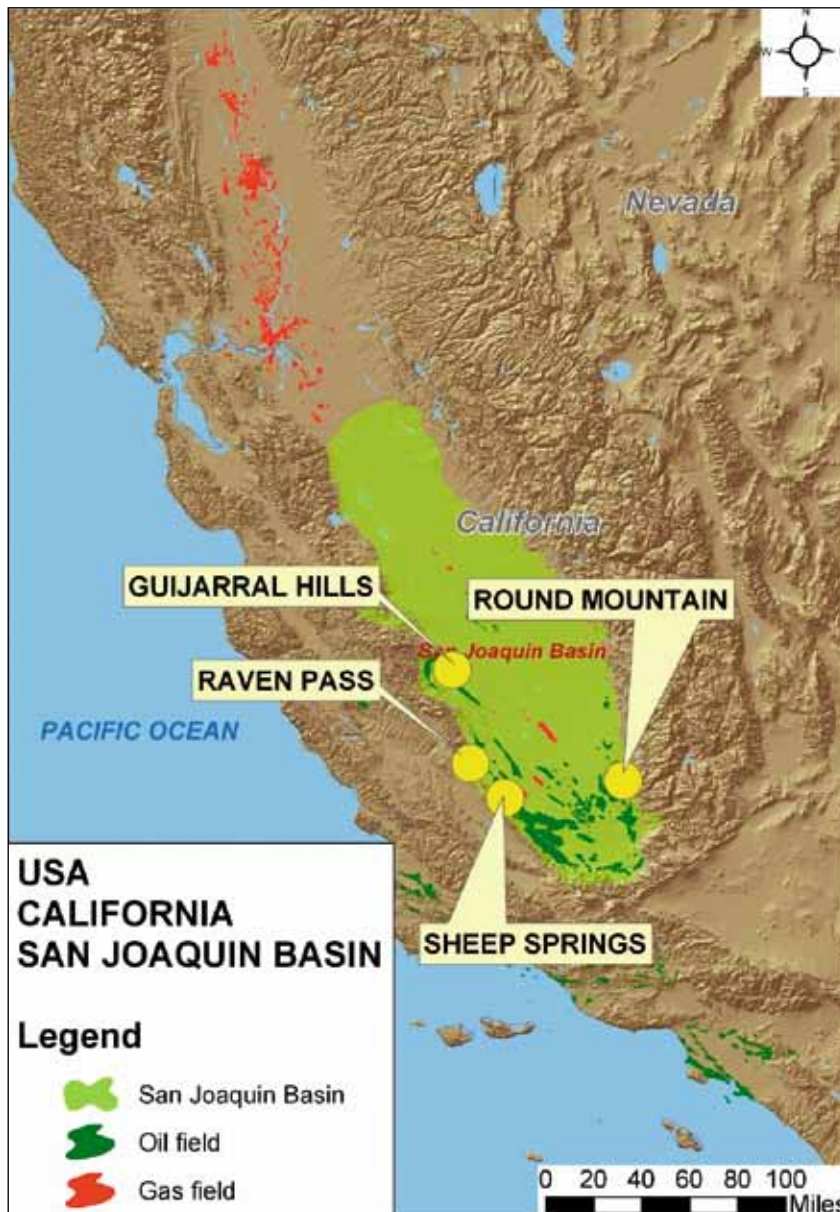 N
W
S
Nevada
California
GUIJARRAL HILLS
ROUND MOUNTAIN
San Joaquin Basin
RAVEN PASS
PACIFIC OCEAN
SHEEP SPRINGS
USA
CALIFORNIA
SAN JOAQUIN BASIN
Legend
San Joaquin Basin
Oil field
Gas field
0 20 40 60 80 100
Miles